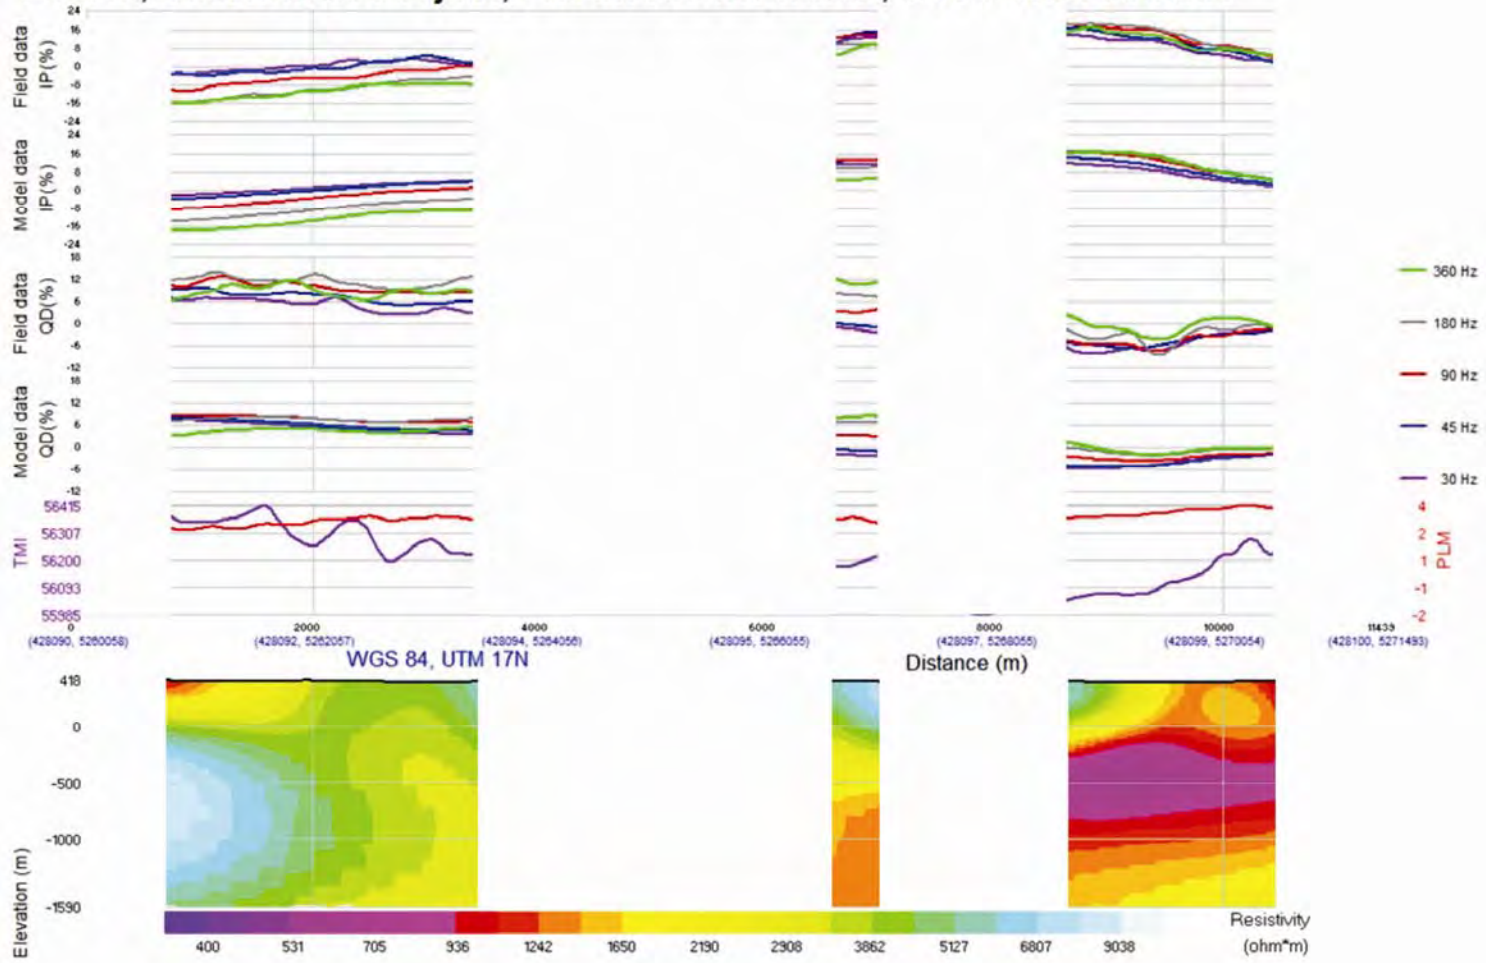 24
16
8
0
-8
-16
-24
Field data
IP(%)
24
16
8
0
-8
-16
-24
Model data
IP(%)
18
12
6
0
-6
-12
Field data
QD(%)
18
12
6
0
-6
-12
Model data
QD(%)
360 Hz
180 Hz
90 Hz
45 Hz
30 Hz
56415
56307
56200
56093
55985
TMI
4
2
1
-1
-2
PLM
0 2000 4000 6000 8000 10000 11439
(428090, 5260058) (428092, 5262057) (428094, 5264056) (428095, 5266055) (428097, 5268055) (428099, 5270054) (428100, 5271493)
WGS 84, UTM 17N Distance (m)
418
0
-500
-1000
-1590
Elevation (m)
Resistivity
400 531 705 936 1242 1650 2190 2908 3862 5127 6807 9038 (ohm*m)